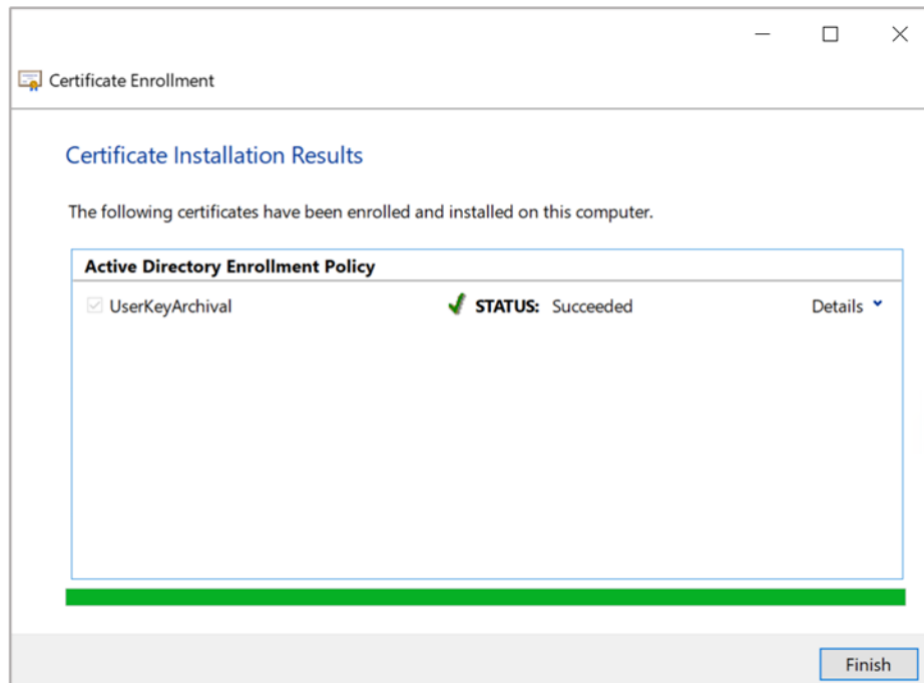 Certificate Enrollment
Certificate Installation Results
The following certificates have been enrolled and installed on this computer.
Active Directory Enrollment Policy
UserKeyArchival STATUS: Succeeded Details
Finish